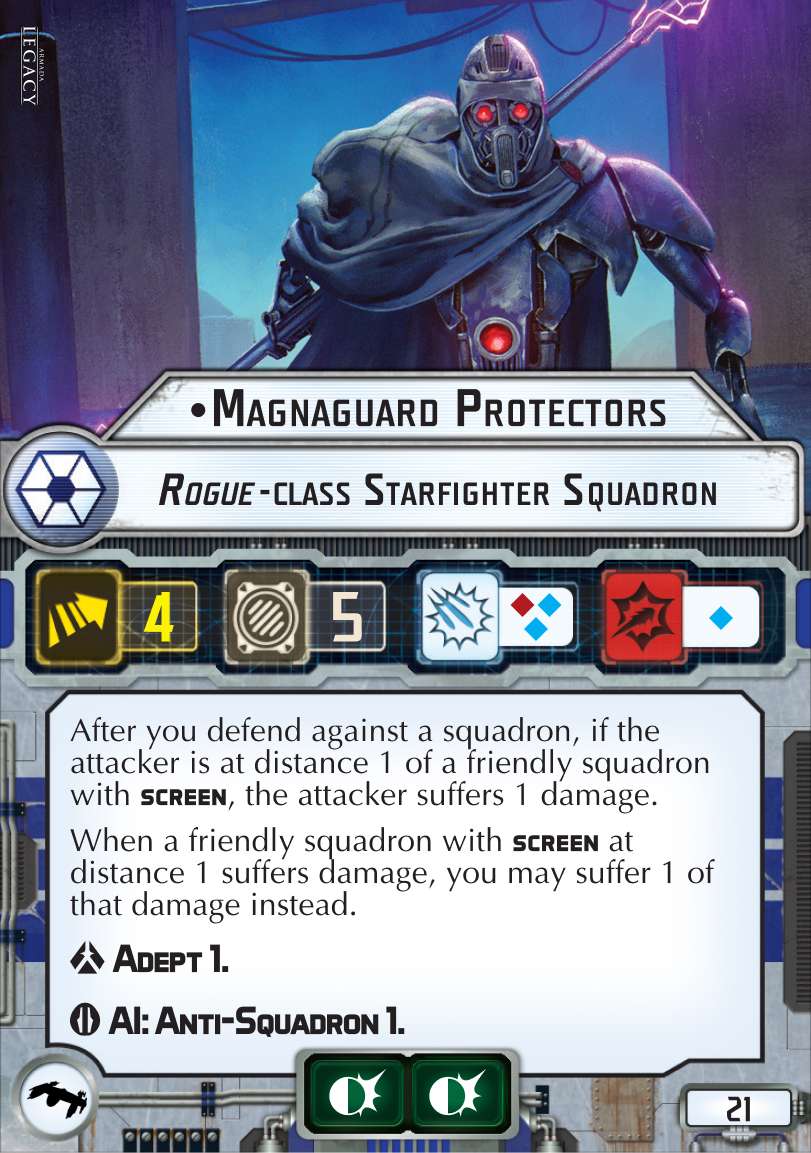 ARMADA
LEGACY
•MAGNAGUARD PROTECTORS
ROGUE-CLASS STARFIGHTER SQUADRON
4 5
After you defend against a squadron, if the
attacker is at distance 1 of a friendly squadron
with SCREEN, the attacker suffers 1 damage.
When a friendly squadron with SCREEN at
distance 1 suffers damage, you may suffer 1 of
that damage instead.
ADEPT 1.
AI: ANTI-SQUADRON 1.
21